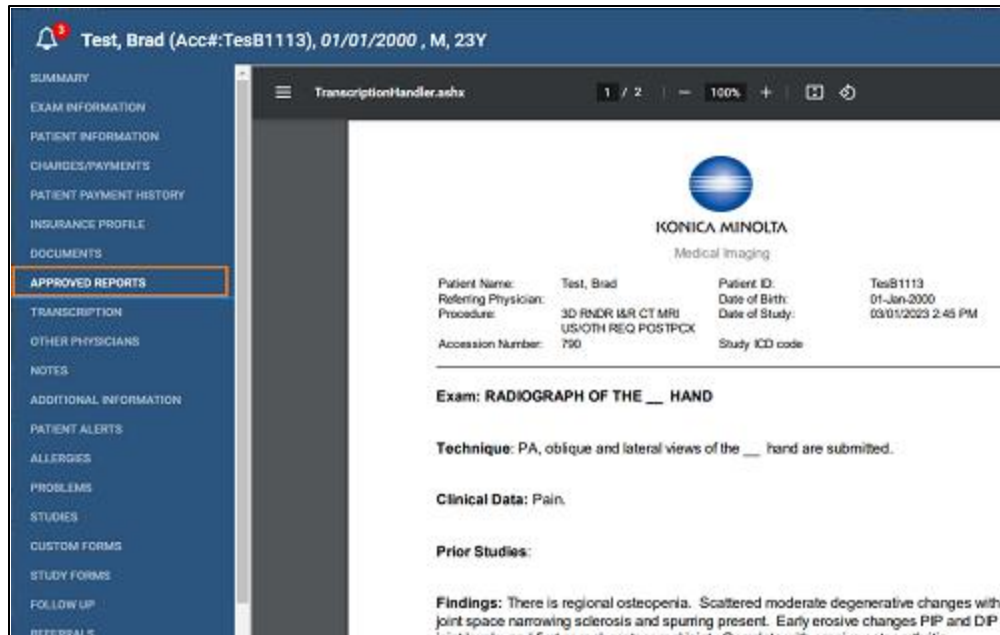 3
Test, Brad (Acc#:TesB1113), 01/01/2000 , M, 23Y
SUMMARY
EXAM INFORMATION
PATIENT INFORMATION
CHARGES/PAYMENTS
PATIENT PAYMENT HISTORY
INSURANCE PROFILE
DOCUMENTS
APPROVED REPORTS
TRANSCRIPTION
OTHER PHYSICIANS
NOTES
ADDITIONAL INFORMATION
PATIENT ALERTS
ALLERGIES
PROBLEMS
STUDIES
CUSTOM FORMS
STUDY FORMS
FOLLOW UP
REFERRALS
TranscriptionHandler.ashx 1 / 2 | − 100% + |
KONICA MINOLTA
Medical Imaging
Patient Name: Test, Brad Patient ID: TesB1113
Referring Physician: Date of Birth: 01-Jan-2000
Procedure: 3D RNDR I&R CT MRI Date of Study: 03/01/2023 2:45 PM
US/OTH REQ POSTPCX
Accession Number: 790 Study ICD code
Exam: RADIOGRAPH OF THE __ HAND
Technique: PA, oblique and lateral views of the __ hand are submitted.
Clinical Data: Pain.
Prior Studies:
Findings: There is regional osteopenia. Scattered moderate degenerative changes with
joint space narrowing sclerosis and spurring present. Early erosive changes PIP and DIP